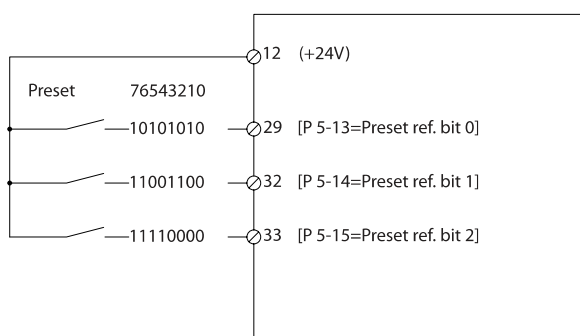 12 (+24V)
Preset 76543210
10101010 29 [P 5-13=Preset ref. bit 0]
11001100 32 [P 5-14=Preset ref. bit 1]
11110000 33 [P 5-15=Preset ref. bit 2]